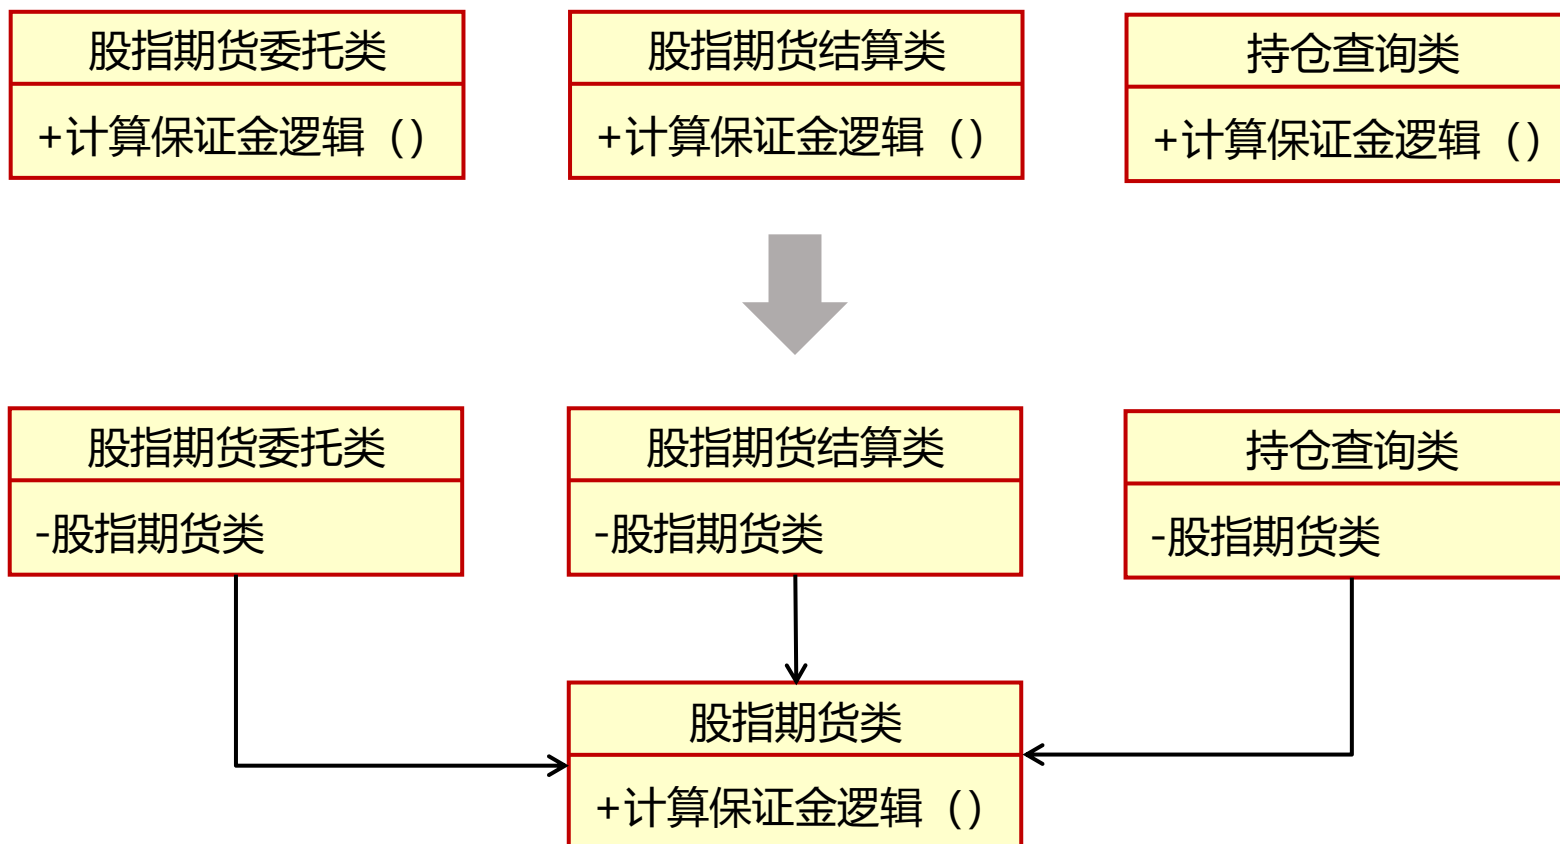 股指期货委托类
股指期货结算类
持仓查询类
+计算保证金逻辑（）
+计算保证金逻辑（）
+计算保证金逻辑（）
股指期货委托类
股指期货结算类
持仓查询类
-股指期货类
-股指期货类
-股指期货类
股指期货类
+计算保证金逻辑（）